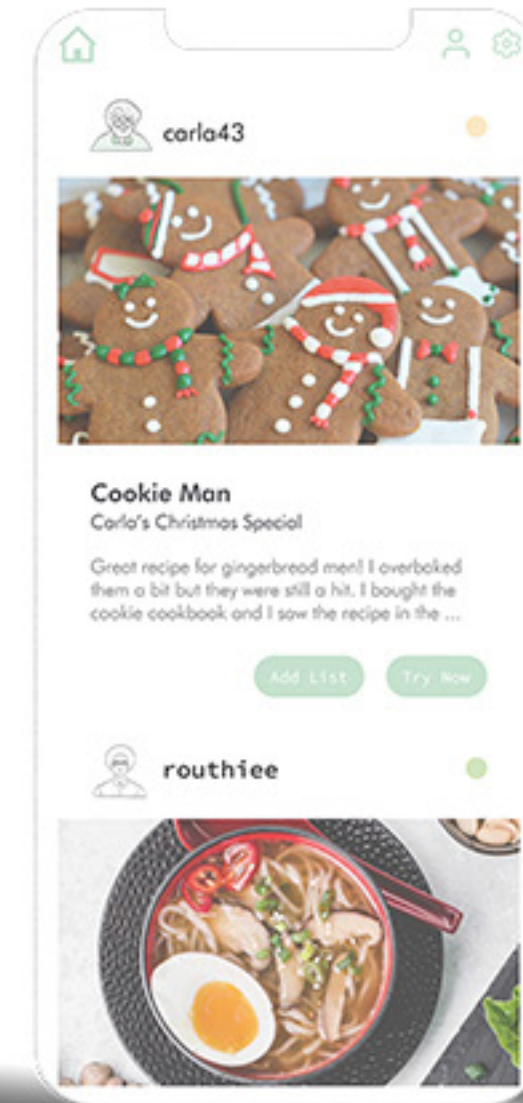 carla43
Cookie Man
Carla's Christmas Special
Great recipe for gingerbread men! I overbaked
them a bit but they were still a hit. I bought the
cookie cookbook and I saw the recipe in the ...
Add List
Try Now
routhiee